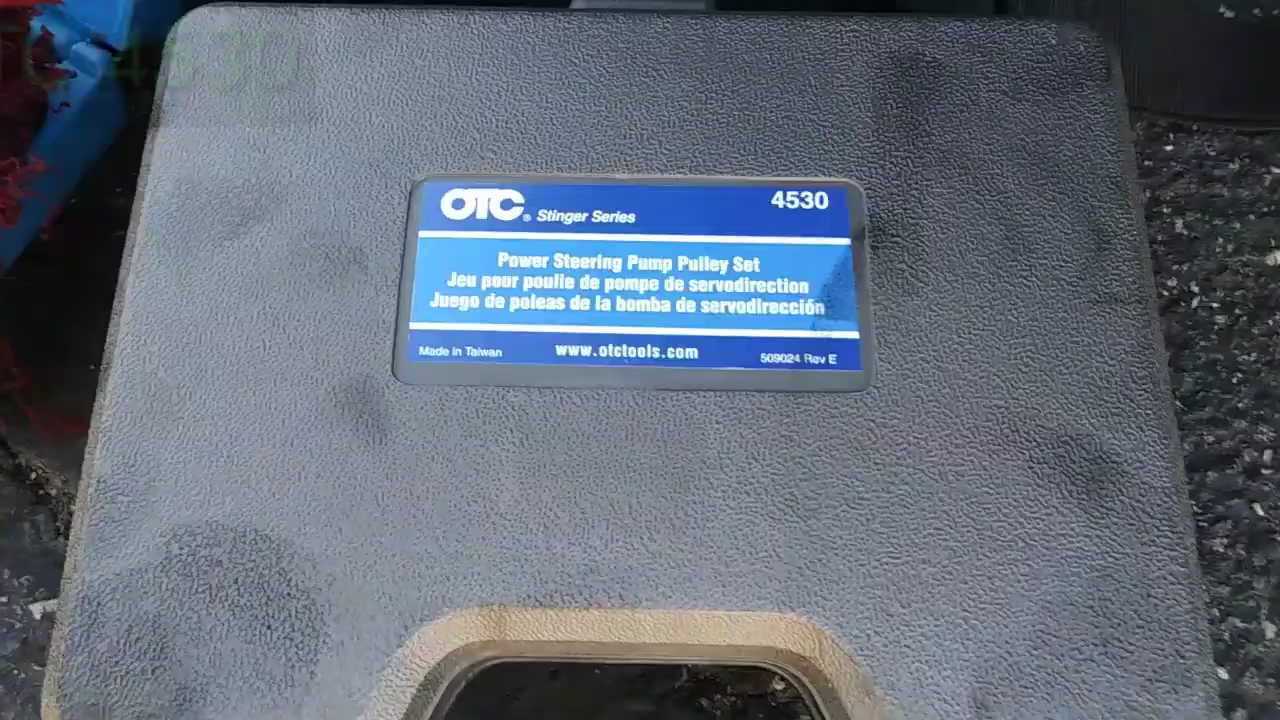 OTC® Stinger Series 4530
Power Steering Pump Pulley Set
Jeu pour poulie de pompe de servodirection
Juego de poleas de la bomba de servodirección
Made in Taiwan www.otctools.com 509024 Rev E